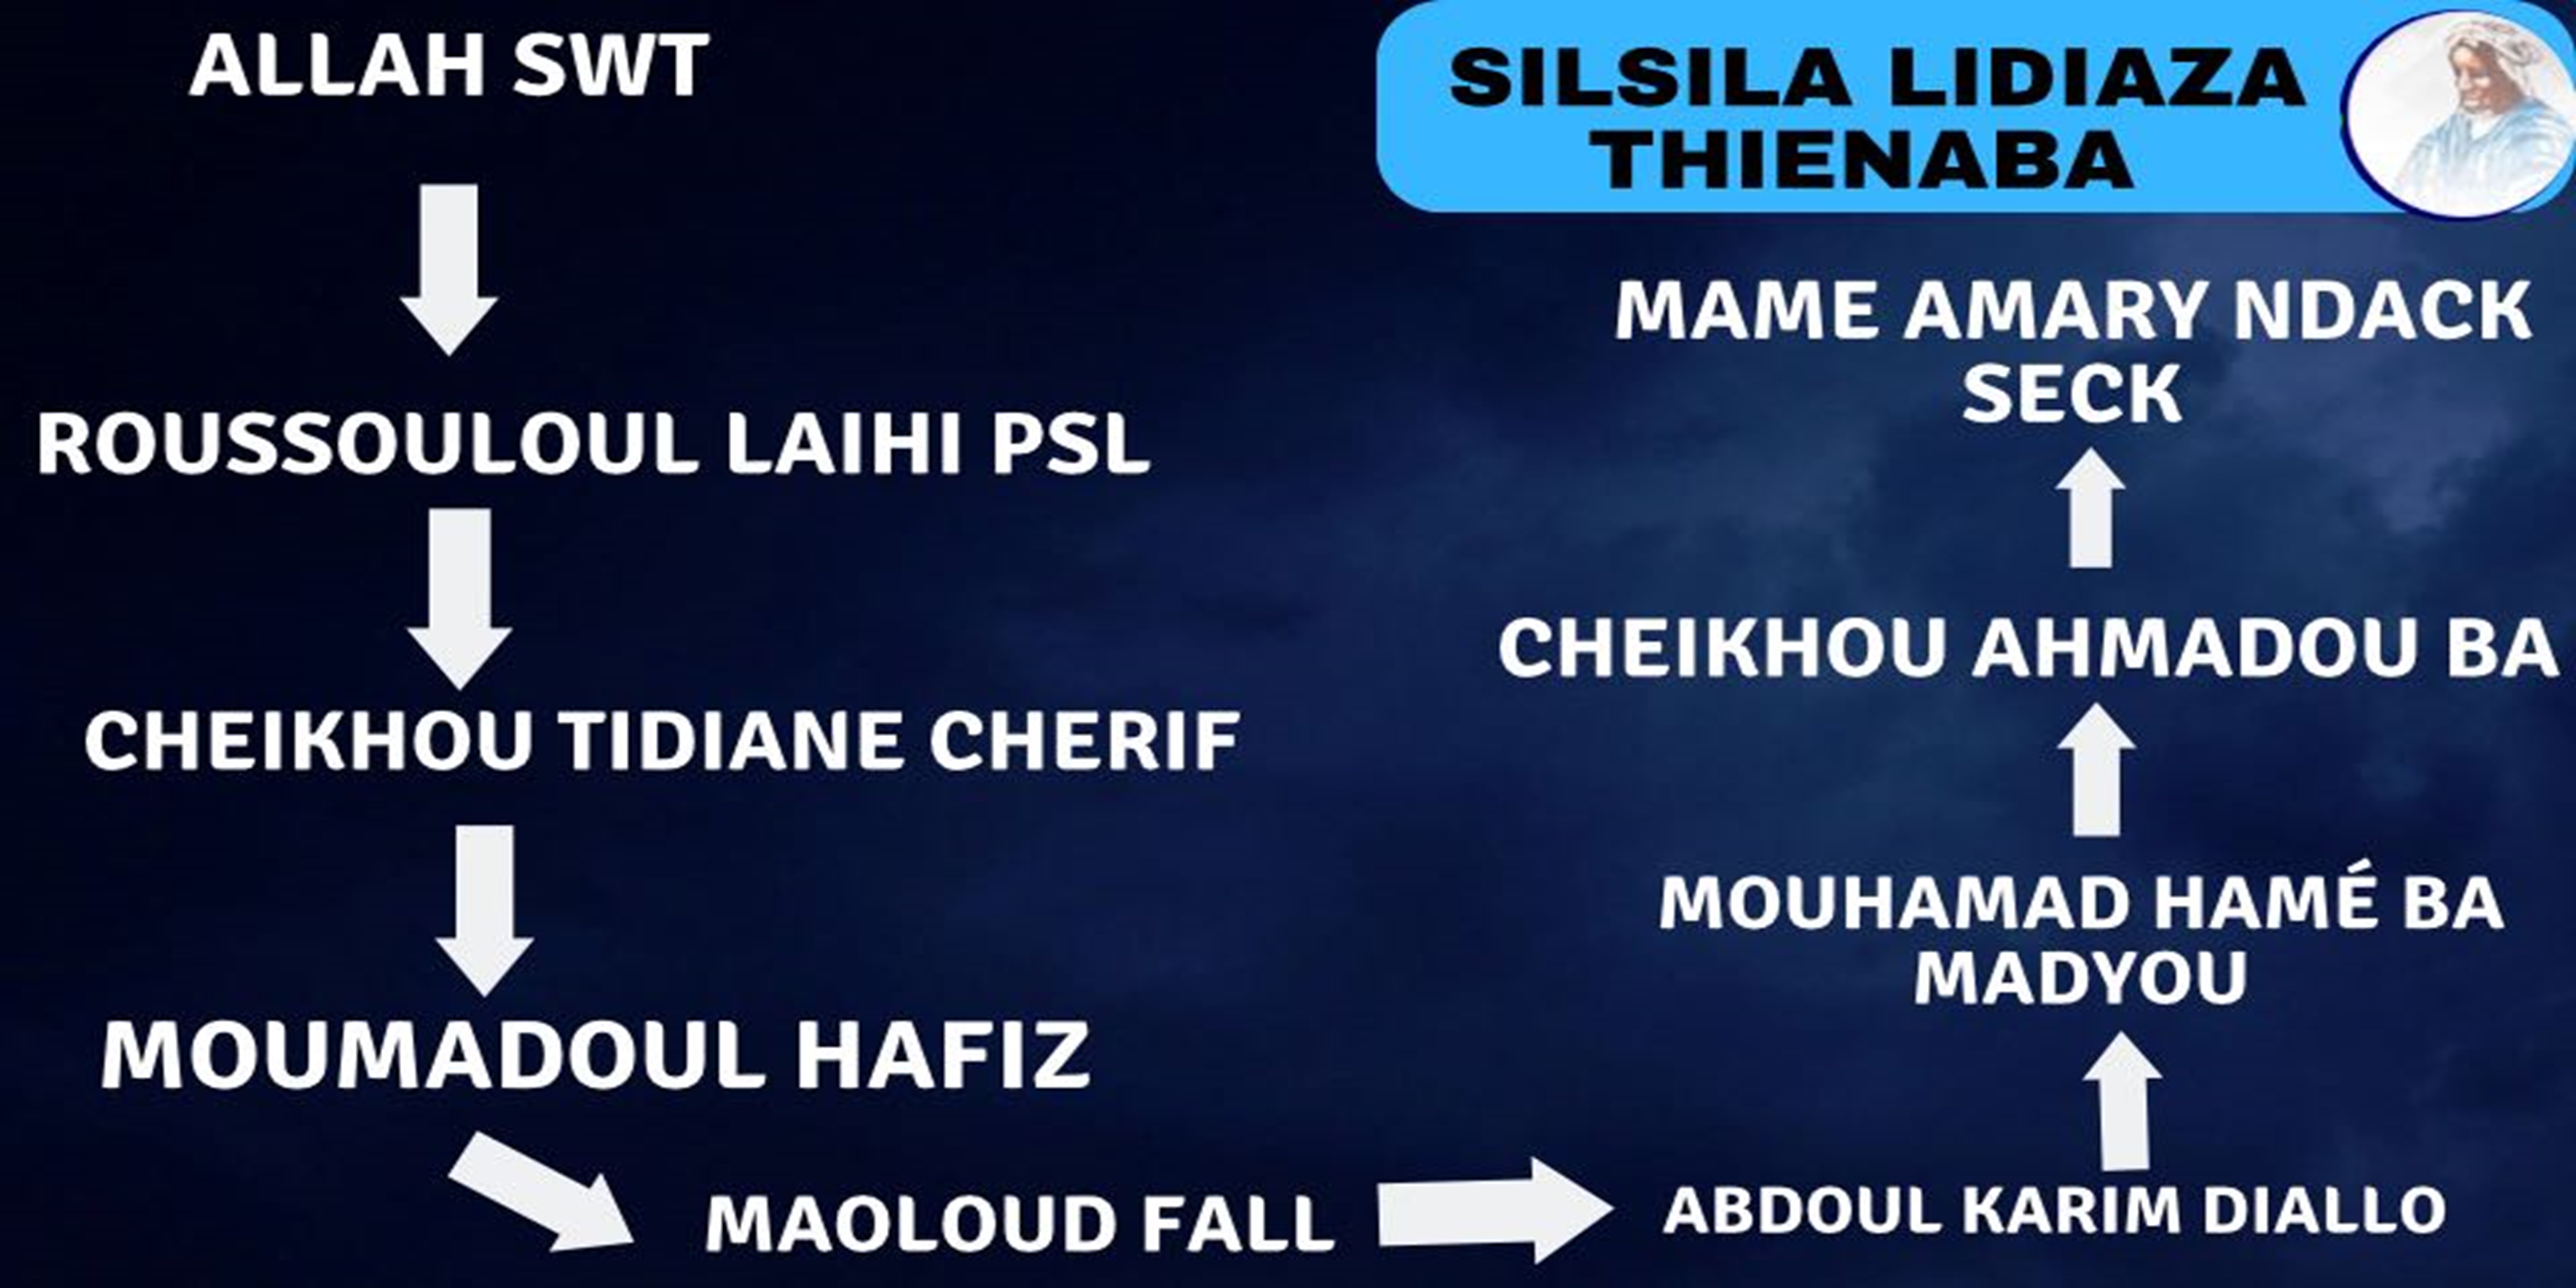 ALLAH SWT
ROUSSOULOUL LAIHI PSL
CHEIKHOU TIDIANE CHERIF
MOUMADOUL HAFIZ
MAOLOUD FALL
ABDOUL KARIM DIALLO
MOUHAMAD HAMÉ BA
MADYOU
CHEIKHOU AHMADOU BA
MAME AMARY NDACK
SECK
SILSILA LIDIAZA
THIENABA